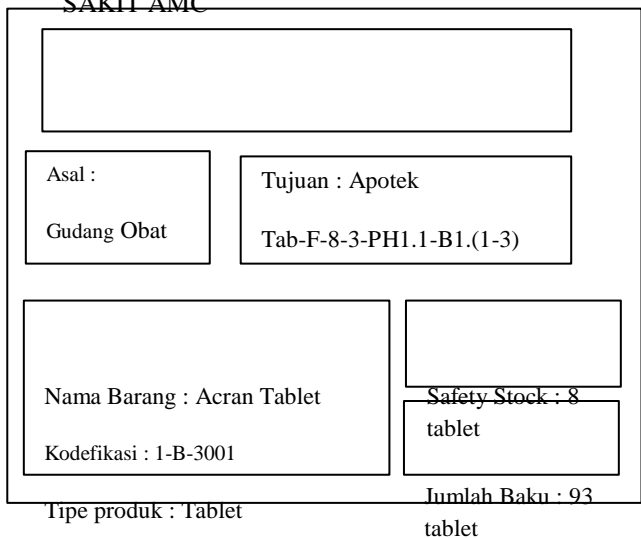 SAKIT AMC
Asal :
Gudang Obat
Tujuan : Apotek
Tab-F-8-3-PH1.1-B1.(1-3)
Nama Barang : Acran Tablet
Kodefikasi : 1-B-3001
Tipe produk : Tablet
Safety Stock : 8
tablet
Jumlah Baku : 93
tablet